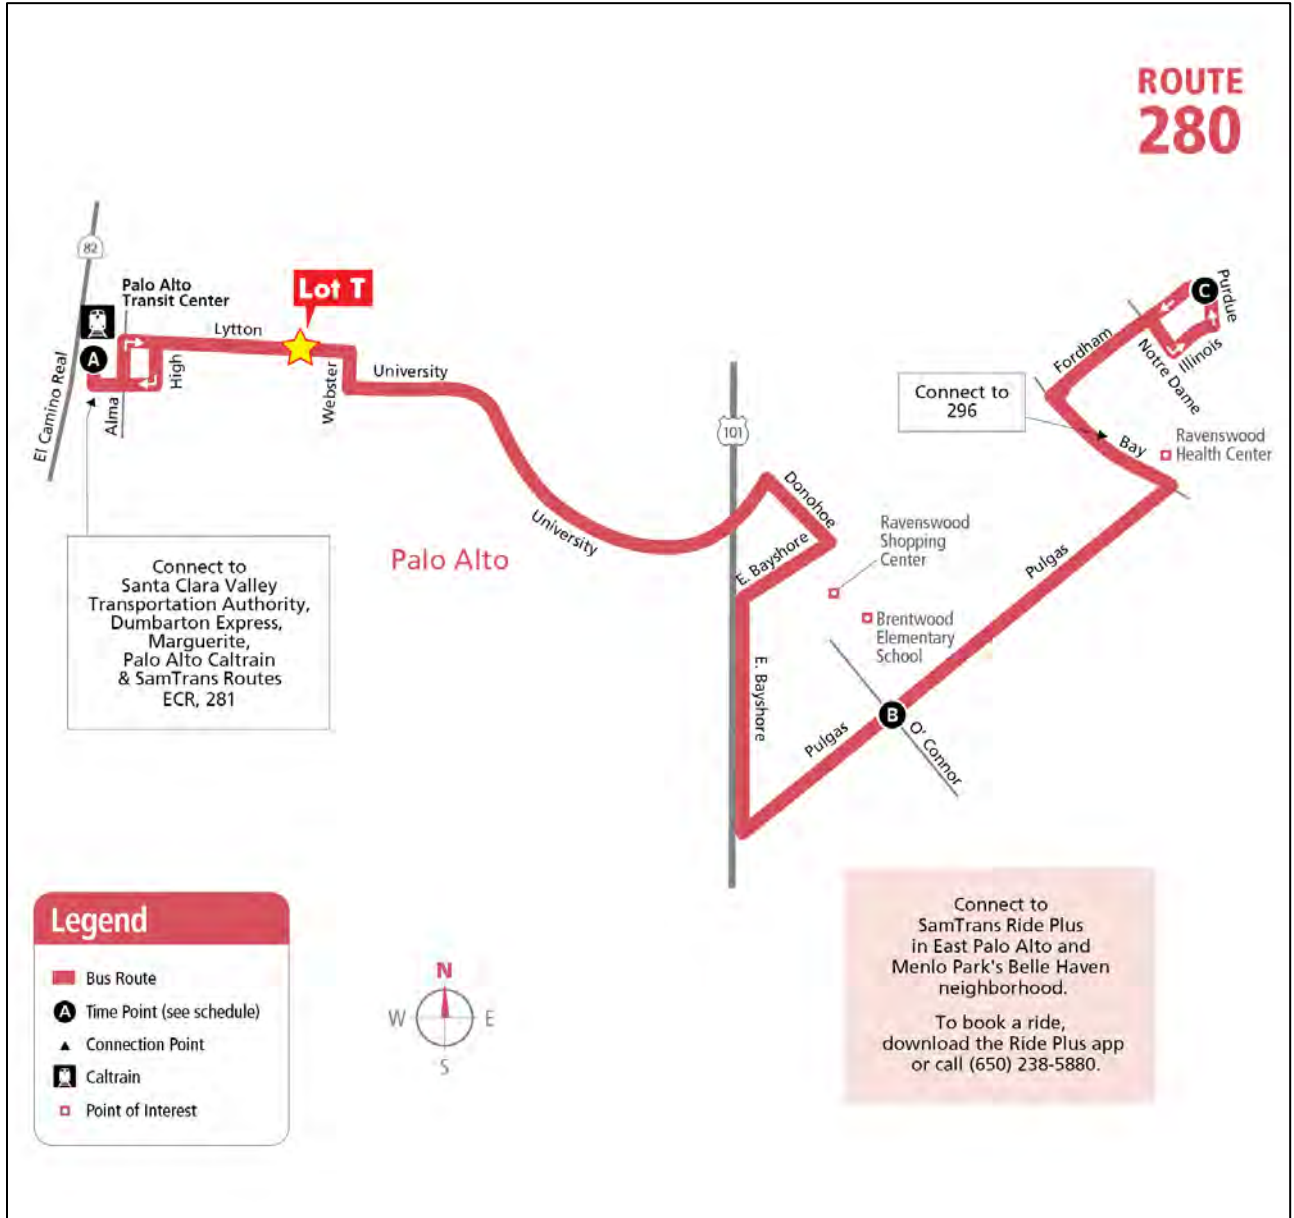 ROUTE
280
82
Palo Alto
Transit Center
Lot T
A
Lytton
High
Alma
El Camino Real
Webster
University
University
101
Donohoe
E. Bayshore
E. Bayshore
Palo Alto
Connect to
Santa Clara Valley
Transportation Authority,
Dumbarton Express,
Marguerite,
Palo Alto Caltrain
& SamTrans Routes
ECR, 281
C
Purdue
Illinois
Notre Dame
Fordham
Connect to
296
Bay
Ravenswood
Health Center
Ravenswood
Shopping
Center
Brentwood
Elementary
School
Pulgas
B
O' Connor
Pulgas
Connect to
SamTrans Ride Plus
in East Palo Alto and
Menlo Park's Belle Haven
neighborhood.
To book a ride,
download the Ride Plus app
or call (650) 238-5880.
Legend
Bus Route
A Time Point (see schedule)
Connection Point
Caltrain
Point of Interest
N
W E
S